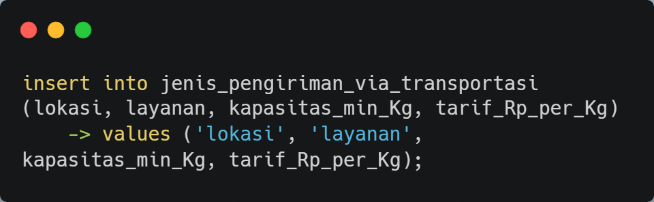 insert into jenis_pengiriman_via_transportasi
(lokasi, layanan, kapasitas_min_Kg, tarif_Rp_per_Kg)
    -> values ('lokasi', 'layanan',
kapasitas_min_Kg, tarif_Rp_per_Kg);